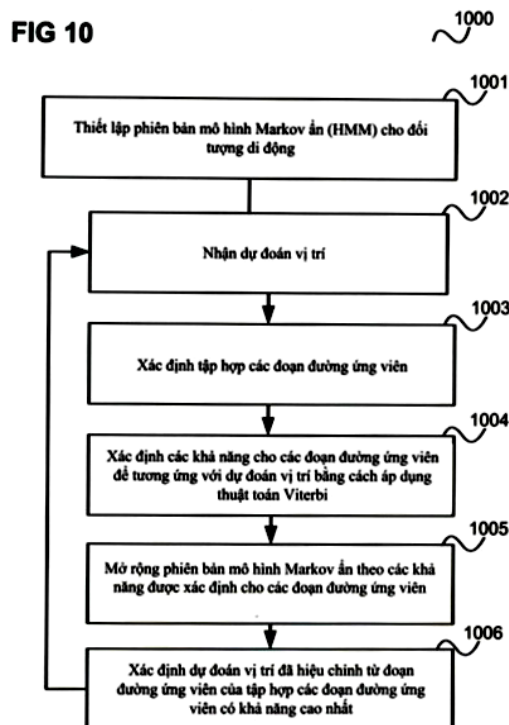 FIG 10
1000
1001
Thiết lập phiên bản mô hình Markov ẩn (HMM) cho đối
tượng di động
1002
Nhận dự đoán vị trí
1003
Xác định tập hợp các đoạn đường ứng viên
1004
Xác định các khả năng cho các đoạn đường ứng viên
để tương ứng với dự đoán vị trí bằng cách áp dụng
thuật toán Viterbi
1005
Mở rộng phiên bản mô hình Markov ẩn theo các khả
năng được xác định cho các đoạn đường ứng viên
1006
Xác định dự đoán vị trí đã hiệu chỉnh từ đoạn
đường ứng viên của tập hợp các đoạn đường ứng
viên có khả năng cao nhất